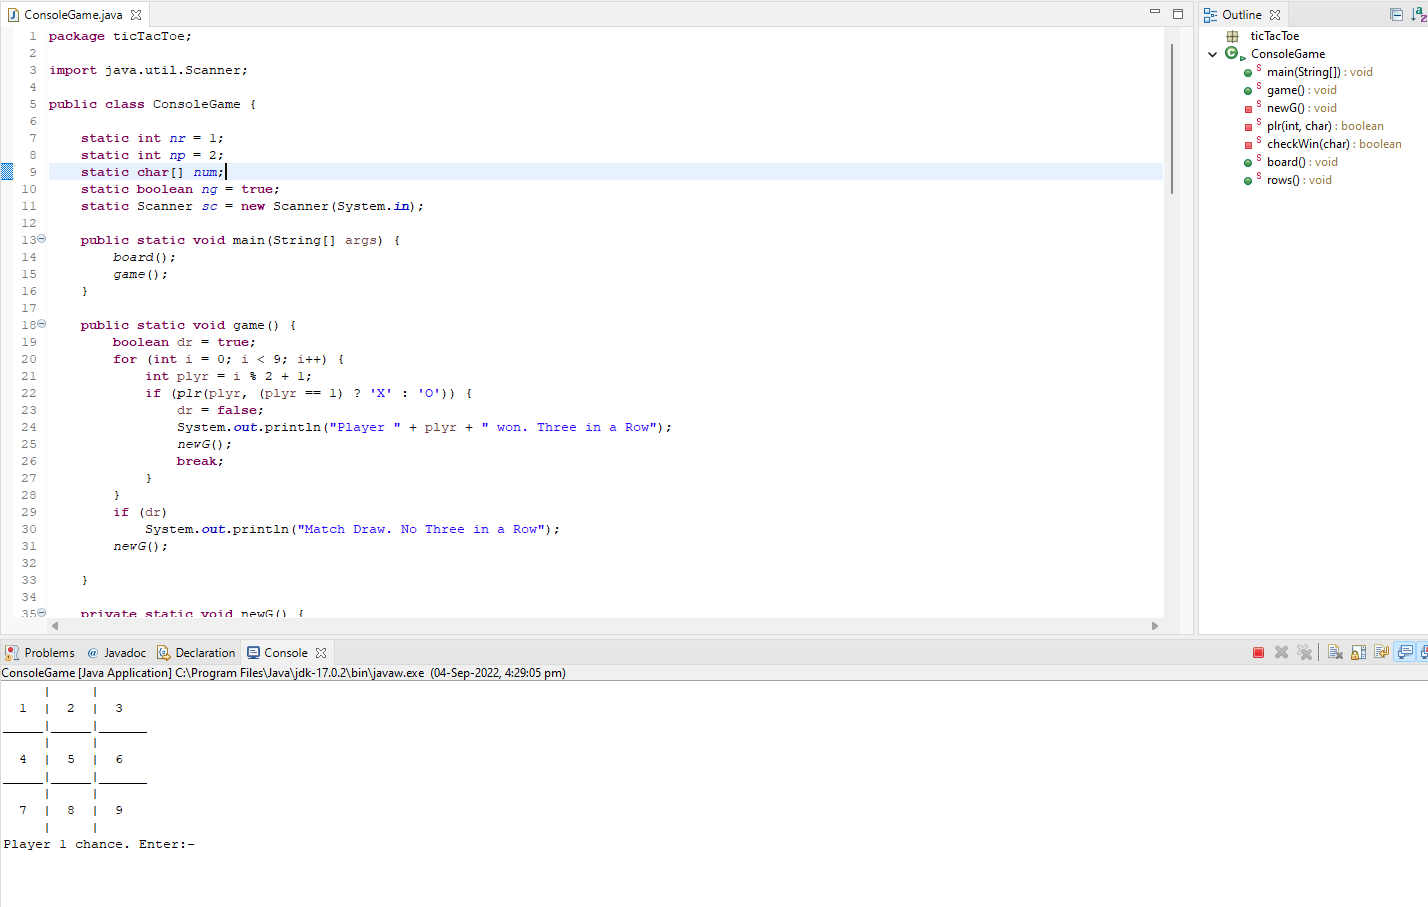 ConsoleGame.java
1 package ticTacToe;
2
3 import java.util.Scanner;
4
5 public class ConsoleGame {
6
7 static int nr = 1;
8 static int np = 2;
9 static char[] num;
10 static boolean ng = true;
11 static Scanner sc = new Scanner(System.in);
12
13 public static void main(String[] args) {
14 board();
15 game();
16 }
17
18 public static void game() {
19 boolean dr = true;
20 for (int i = 0; i < 9; i++) {
21 int plyr = i % 2 + 1;
22 if (plr(plyr, (plyr == 1) ? 'X' : 'O')) {
23 dr = false;
24 System.out.println("Player " + plyr + " won. Three in a Row");
25 newG();
26 break;
27 }
28 }
29 if (dr)
30 System.out.println("Match Draw. No Three in a Row");
31 newG();
32
33 }
34
35 private static void newG() {
Outline
ticTacToe
ConsoleGame
main(String[]) : void
game() : void
newG() : void
plr(int, char) : boolean
checkWin(char) : boolean
board() : void
rows() : void
Problems @ Javadoc Declaration Console
ConsoleGame [Java Application] C:\Program Files\Java\jdk-17.0.2\bin\javaw.exe (04-Sep-2022, 4:29:05 pm)
| |
1 | 2 | 3
_____|_____|______
| |
4 | 5 | 6
_____|_____|______
| |
7 | 8 | 9
| |
Player 1 chance. Enter:-